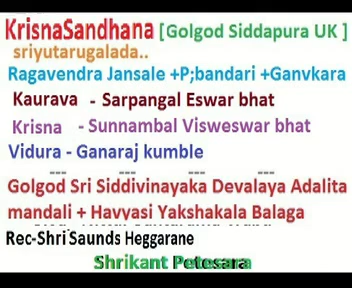 KrisnaSandhana [Golgod Siddapura UK ]
sriyutarugalada..
Ragavendra Jansale +P;bandari +Ganvkara
Kaurava - Sarpangal Eswar bhat
Krisna - Sunnambal Visweswar bhat
Vidura - Ganaraj kumble
Golgod Sri Siddivinayaka Devalaya Adalita
mandali + Havyasi Yakshakala Balaga
Rec-Shri Saunds Heggarane
Shrikant Petesara